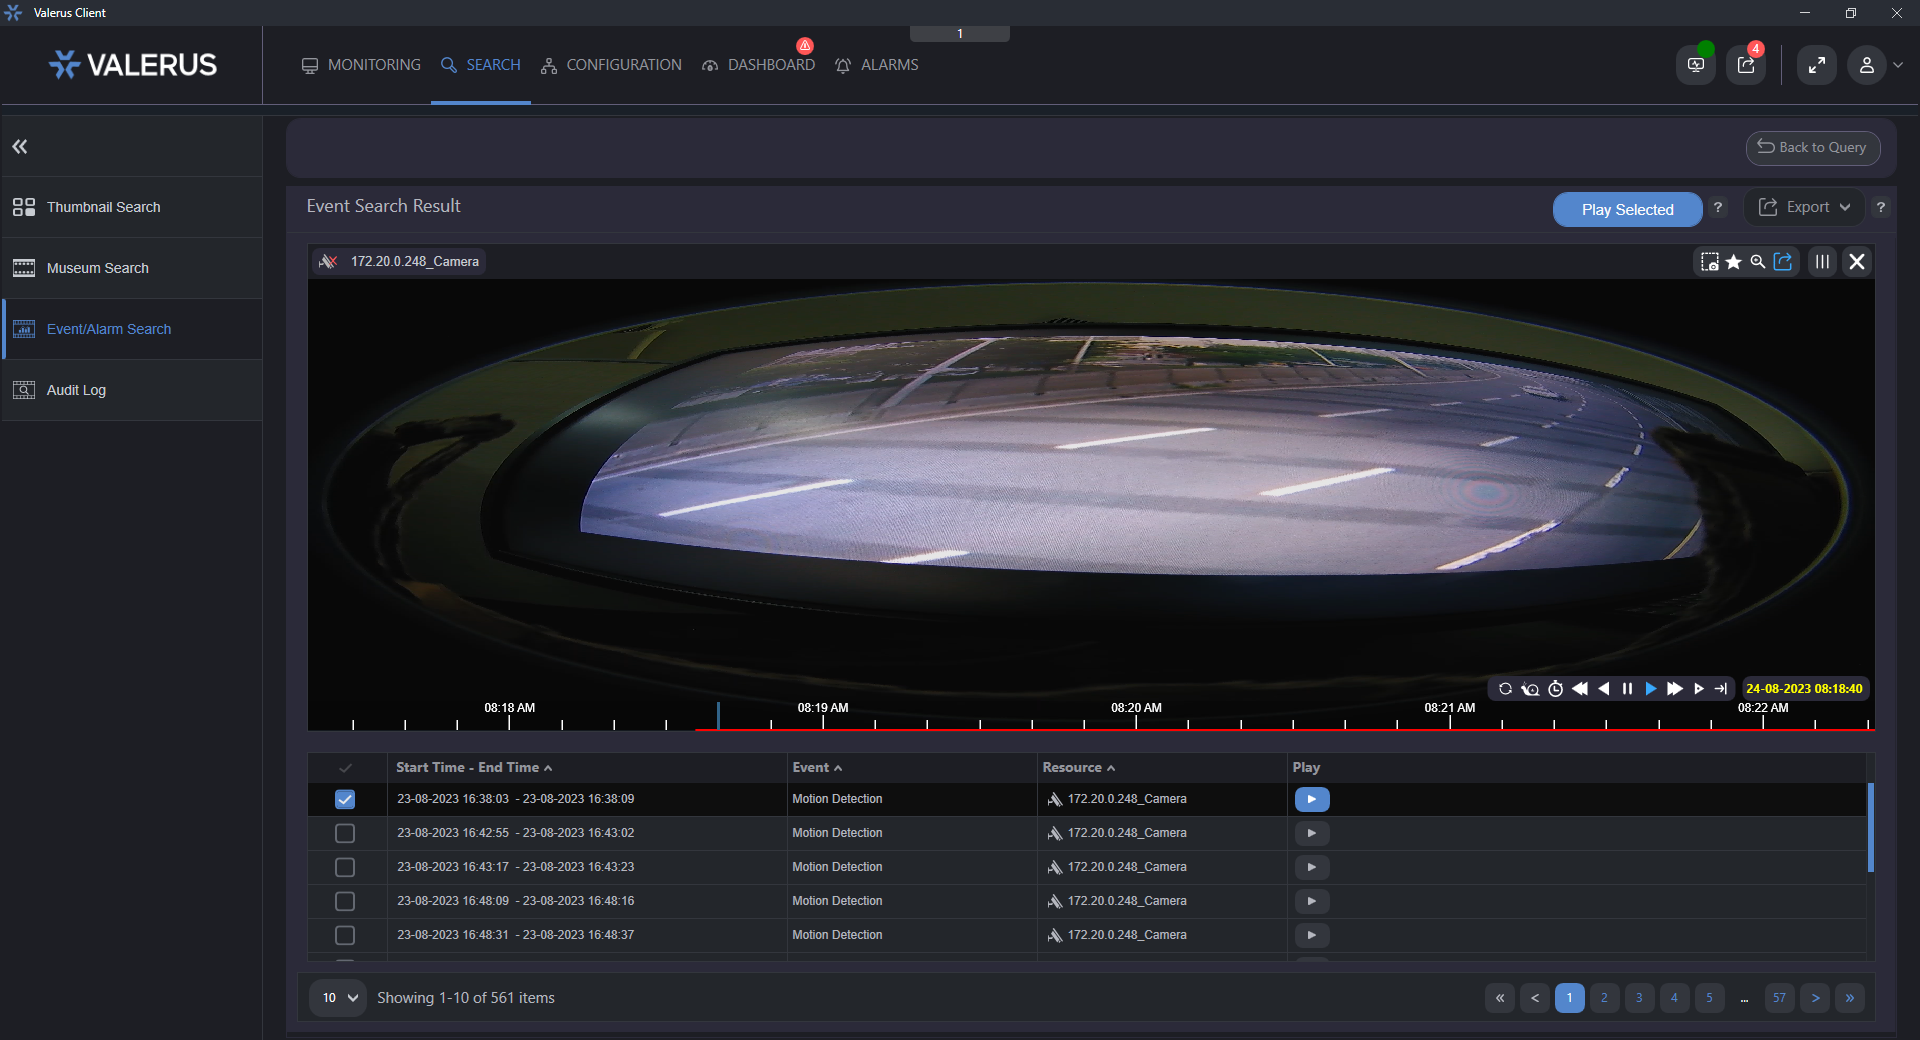 Valerus Client
1
VALERUS
MONITORING
SEARCH
CONFIGURATION
DASHBOARD
ALARMS
4
Back to Query
Thumbnail Search
Museum Search
Event/Alarm Search
Audit Log
Event Search Result
Play Selected
?
Export
?
172.20.0.248_Camera
24-08-2023 08:18:40
08:18 AM
08:19 AM
08:20 AM
08:21 AM
08:22 AM
Start Time - End Time
Event
Resource
Play
23-08-2023 16:38:03 - 23-08-2023 16:38:09
Motion Detection
172.20.0.248_Camera
23-08-2023 16:42:55 - 23-08-2023 16:43:02
Motion Detection
172.20.0.248_Camera
23-08-2023 16:43:17 - 23-08-2023 16:43:23
Motion Detection
172.20.0.248_Camera
23-08-2023 16:48:09 - 23-08-2023 16:48:16
Motion Detection
172.20.0.248_Camera
23-08-2023 16:48:31 - 23-08-2023 16:48:37
Motion Detection
172.20.0.248_Camera
10
Showing 1-10 of 561 items
« < 1 2 3 4 5 ... 57 > »